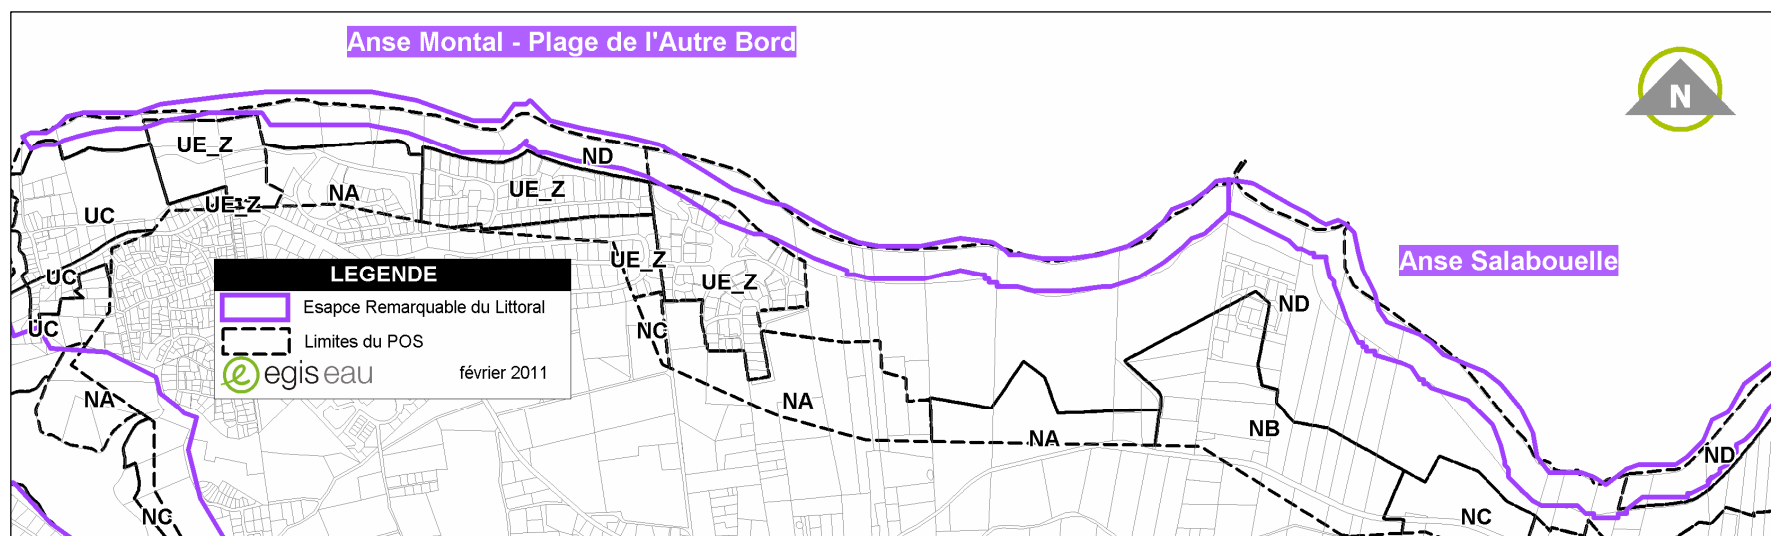 Anse Montal - Plage de l'Autre Bord
N
UE_Z
ND
UE_Z
NA
UE_Z
UC
Anse Salabouelle
UE_Z
UC
UE_Z
LEGENDE
Esapce Remarquable du Littoral
ND
UC
NC
Limites du POS
egis eau
février 2011
NA
NA
NB
NA
ND
NC
NC